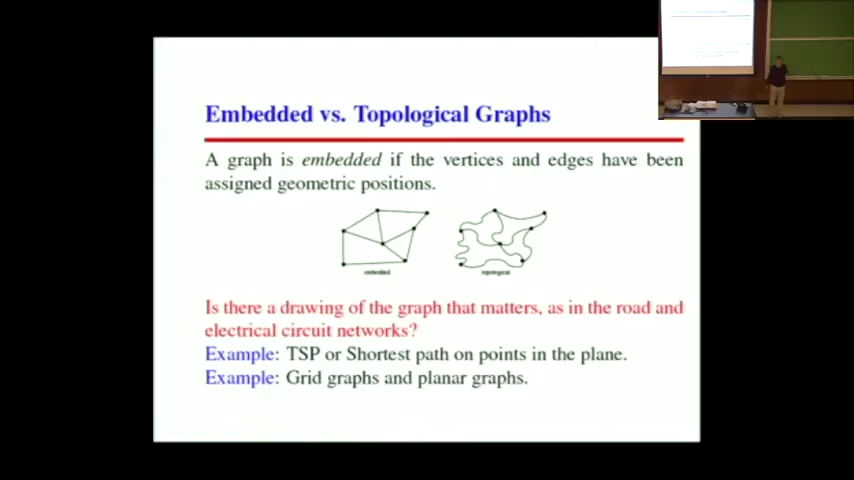 Embedded vs. Topological Graphs
A graph is embedded if the vertices and edges have been
assigned geometric positions.
embedded
topological
Is there a drawing of the graph that matters, as in the road and
electrical circuit networks?
Example: TSP or Shortest path on points in the plane.
Example: Grid graphs and planar graphs.